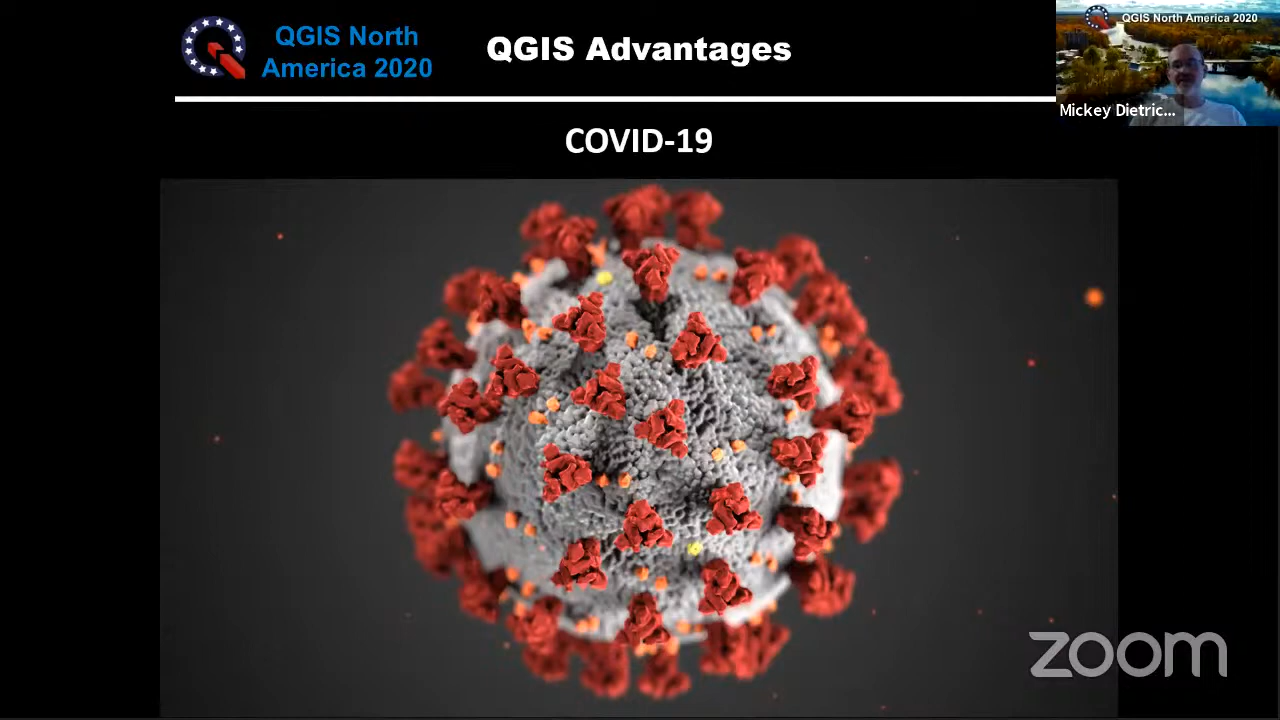 QGIS North
America 2020
QGIS Advantages
QGIS North America 2020
Mickey Dietric...
COVID-19
zoom